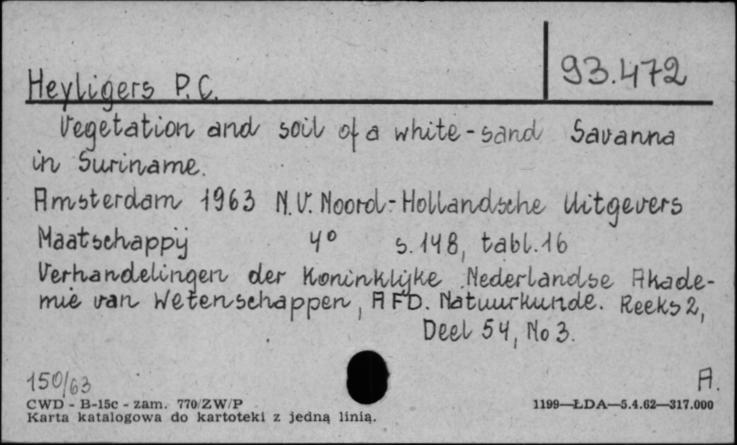 93.472
Heyligers P.C.
Vegetation and soil of a white-sand Savanna
in Suriname.
Amsterdam 1963 N.V. Noord-Hollandsche Uitgevers
Maatschappij 4° s.148, tabl.16
Verhandelingen der Koninklijke Nederlandse Akade-
mie van Wetenschappen, AFD. Natuurkunde. Reeks 2,
Deel 54, No 3.
150/63
A.
CWD - B-15c - zam. 770/ZW/P
1199—ŁDA—5.4.62—317.000
Karta katalogowa do kartoteki z jedną linią.